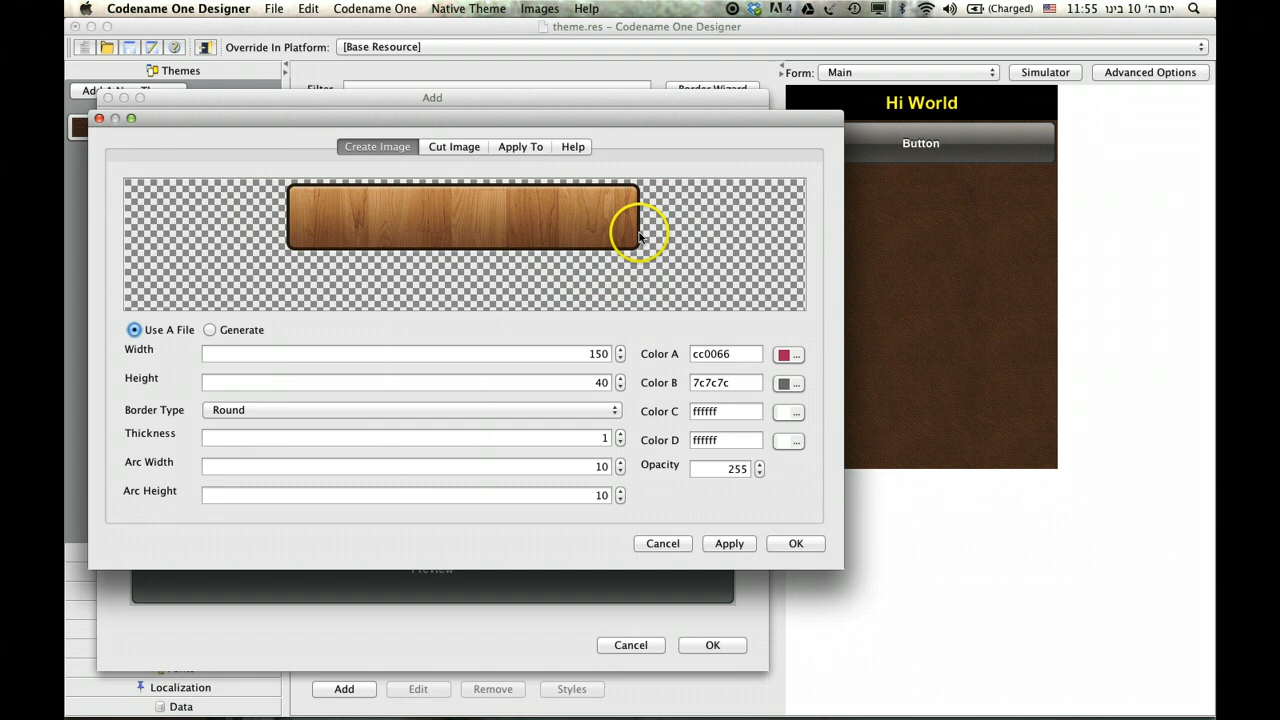 Codename One Designer File Edit Codename One Native Theme Images Help 4 (Charged) 11:55 יום ה׳ 10 בינו
theme.res – Codename One Designer
Override In Platform: [Base Resource]
Themes
Form: Main Simulator Advanced Options
Add
Hi World
Button
Create Image Cut Image Apply To Help
Use A File Generate
Width 150 Color A cc0066 ...
Height 40 Color B 7c7c7c ...
Border Type Round Color C ffffff ...
Thickness 1 Color D ffffff ...
Arc Width 10 Opacity 255
Arc Height 10
Cancel Apply OK
Cancel OK
Localization
Add Edit Remove Styles
Data